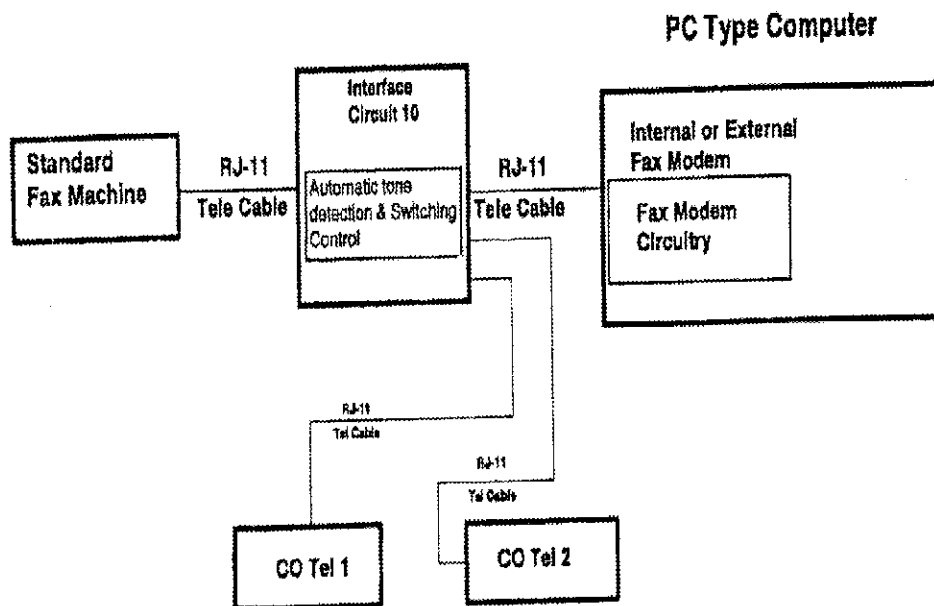 PC Type Computer
Interface
Circuit 10
Standard
Fax Machine
RJ-11
Tele Cable
Automatic tone
detection & Switching
Control
RJ-11
Tele Cable
Internal or External
Fax Modem
Fax Modem
Circuitry
RJ-11
Tel Cable
RJ-11
Tel Cable
CO Tel 1
CO Tel 2